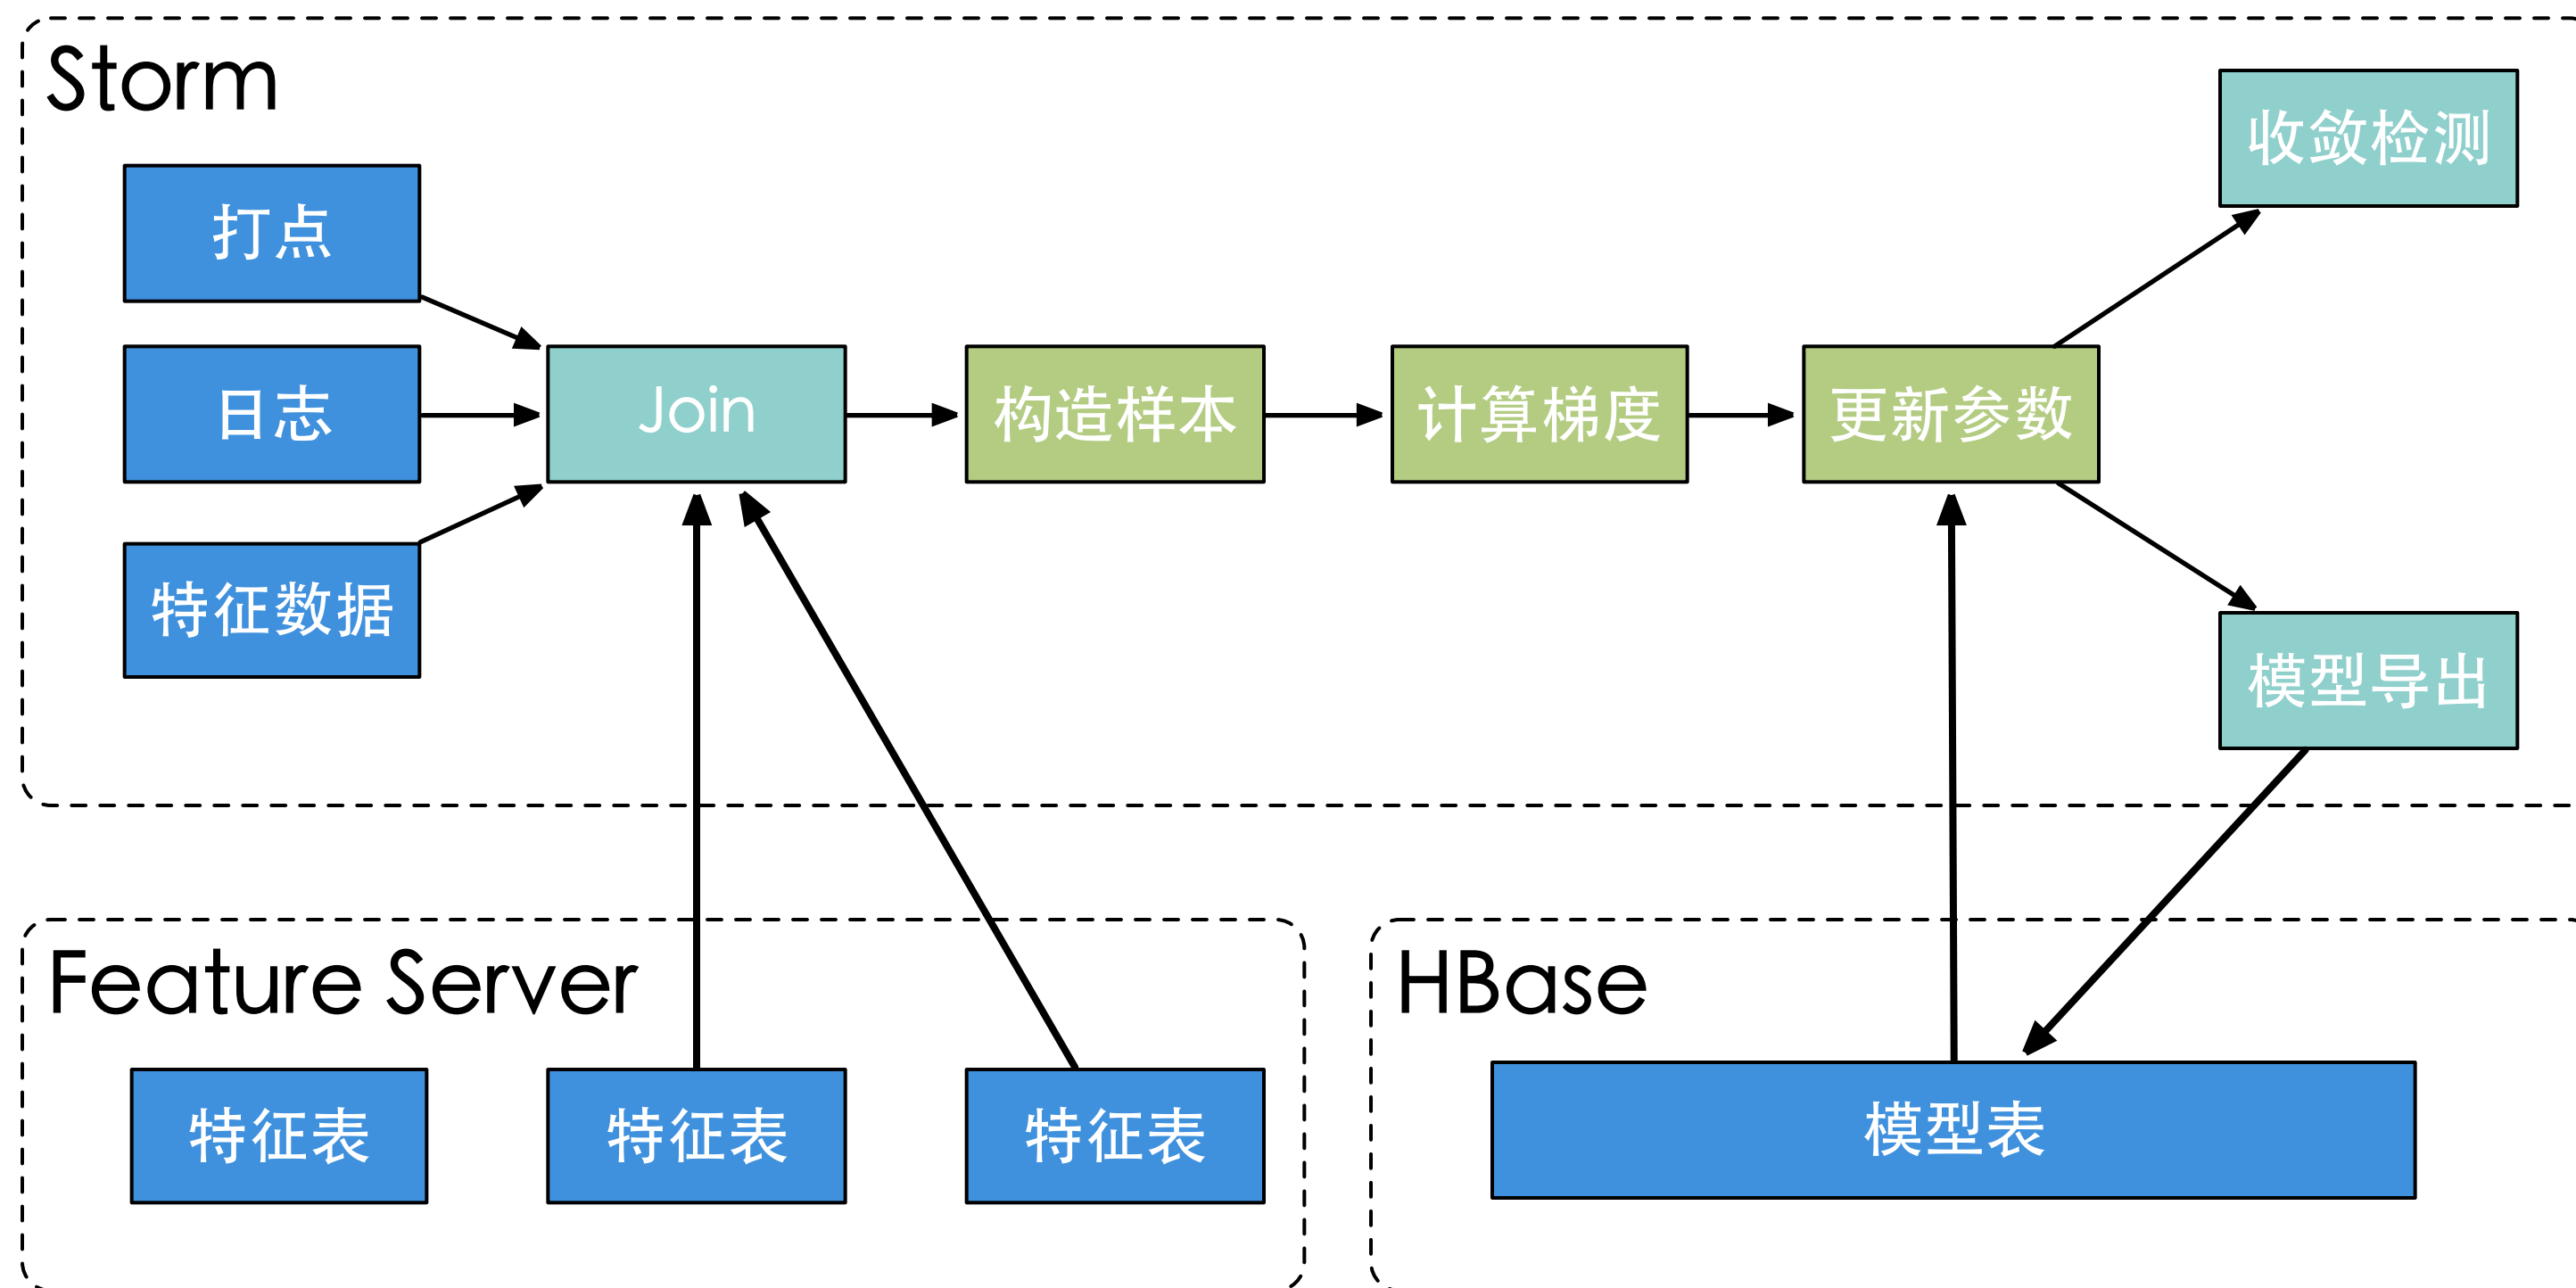 Storm
收敛检测
打点
日志
Join
构造样本
计算梯度
更新参数
特征数据
模型导出
Feature Server
特征表
特征表
特征表
HBase
模型表